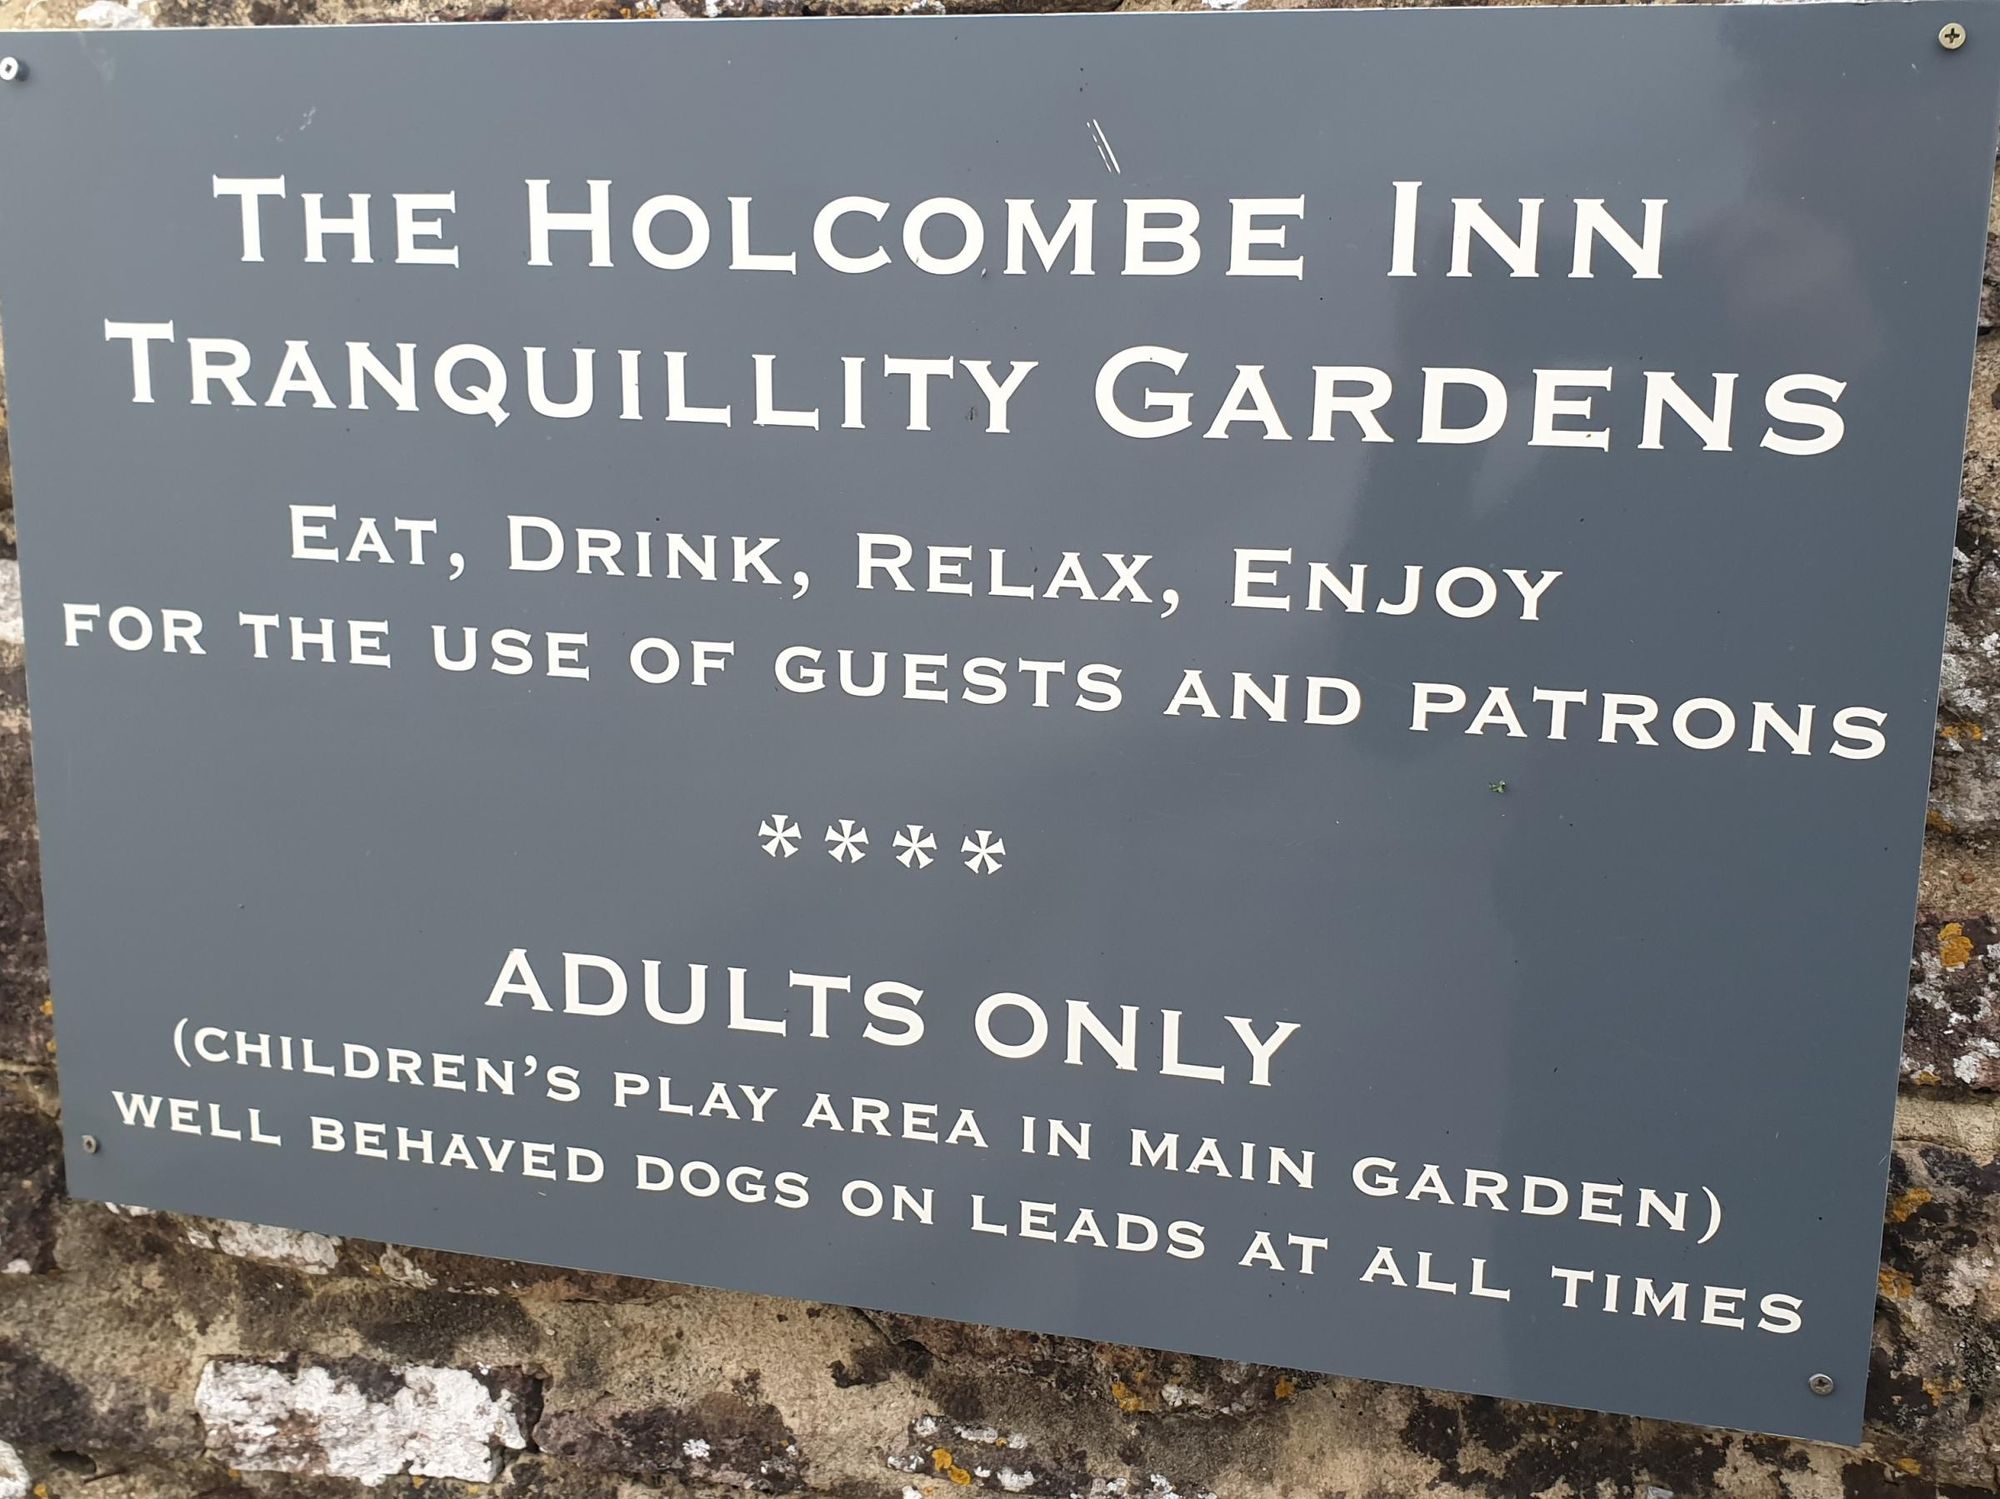 The Holcombe Inn
Tranquillity Gardens
Eat, Drink, Relax, Enjoy
for the use of guests and patrons
****
ADULTS ONLY
(children's play area in main garden)
well behaved dogs on leads at all times